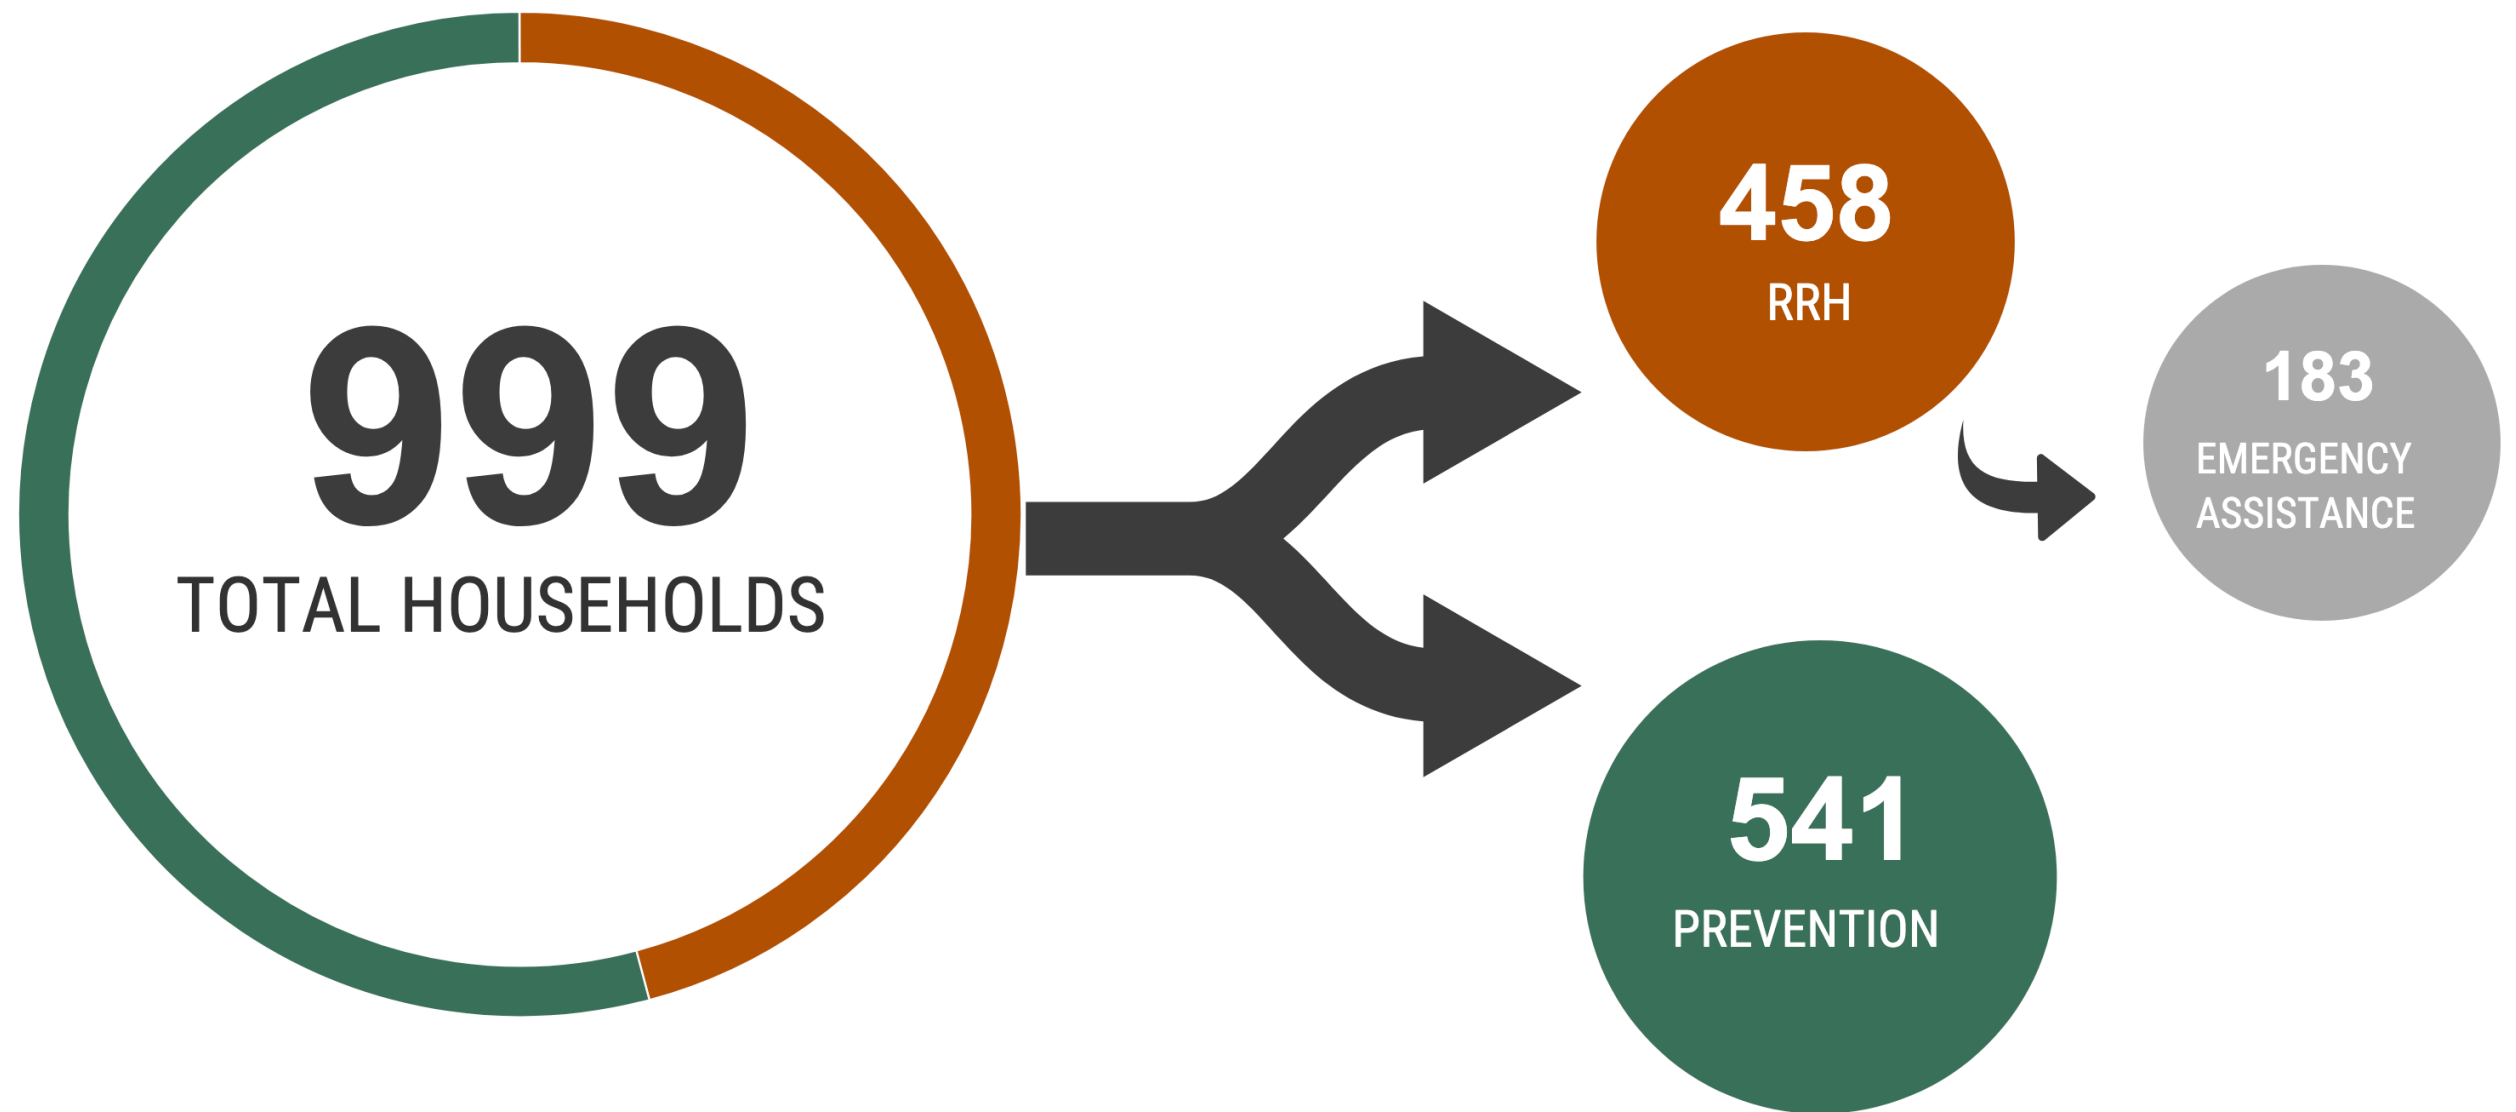 999
TOTAL HOUSEHOLDS
458
RRH
183
EMERGENCY
ASSISTANCE
541
PREVENTION